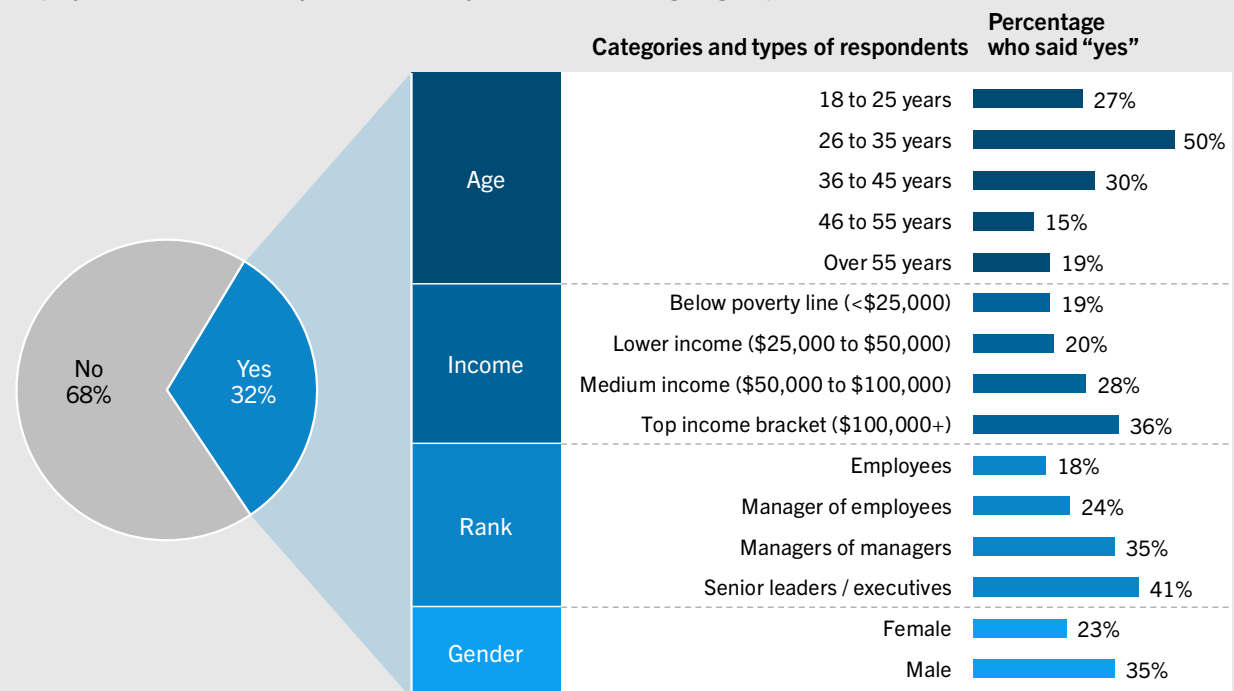 Categories and types of respondents
Percentage
who said “yes”
No
68%
Yes
32%
Age
18 to 25 years 27%
26 to 35 years 50%
36 to 45 years 30%
46 to 55 years 15%
Over 55 years 19%
Income
Below poverty line (<$25,000) 19%
Lower income ($25,000 to $50,000) 20%
Medium income ($50,000 to $100,000) 28%
Top income bracket ($100,000+) 36%
Rank
Employees 18%
Manager of employees 24%
Managers of managers 35%
Senior leaders / executives 41%
Gender
Female 23%
Male 35%